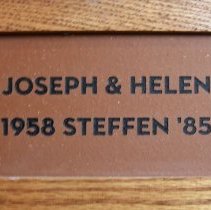 JOSEPH & HELEN
1958 STEFFEN '85